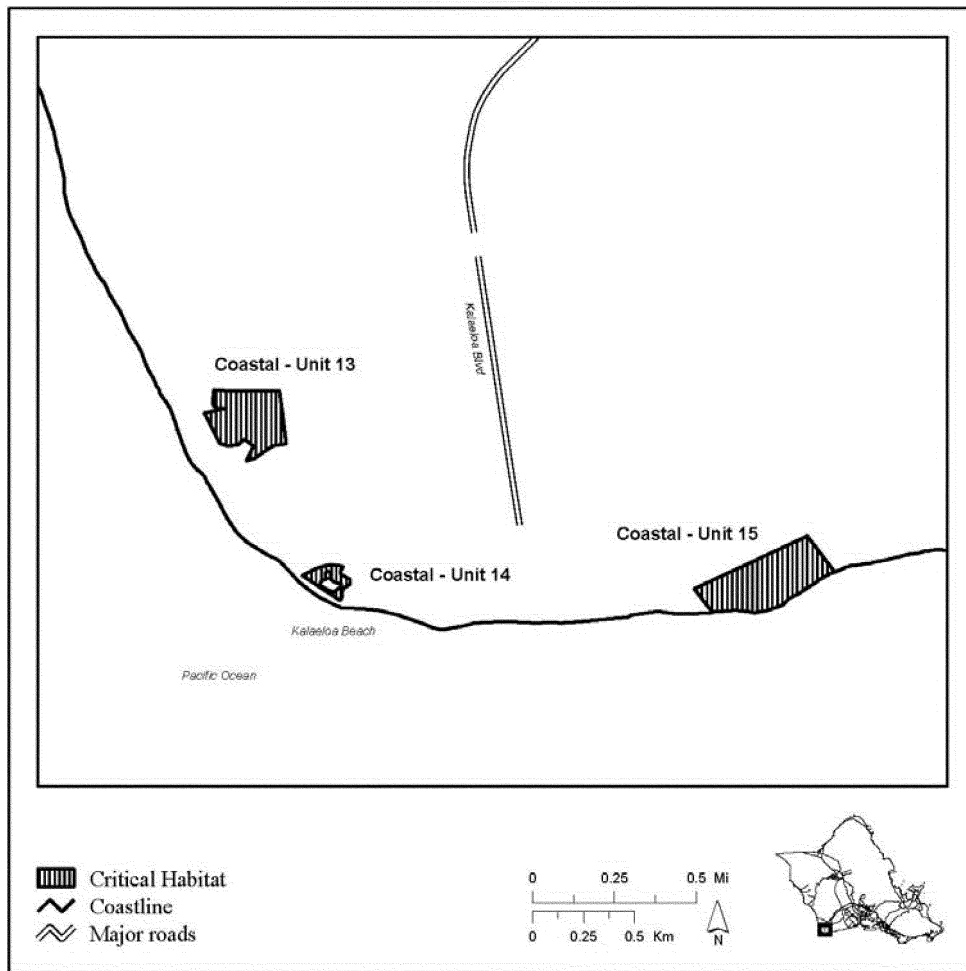 Kalaeloa Blvd
Coastal - Unit 13
Coastal - Unit 15
Coastal - Unit 14
Kalaeloa Beach
Pacific Ocean
Critical Habitat
Coastline
Major roads
0 0.25 0.5 Mi
0 0.25 0.5 Km
N